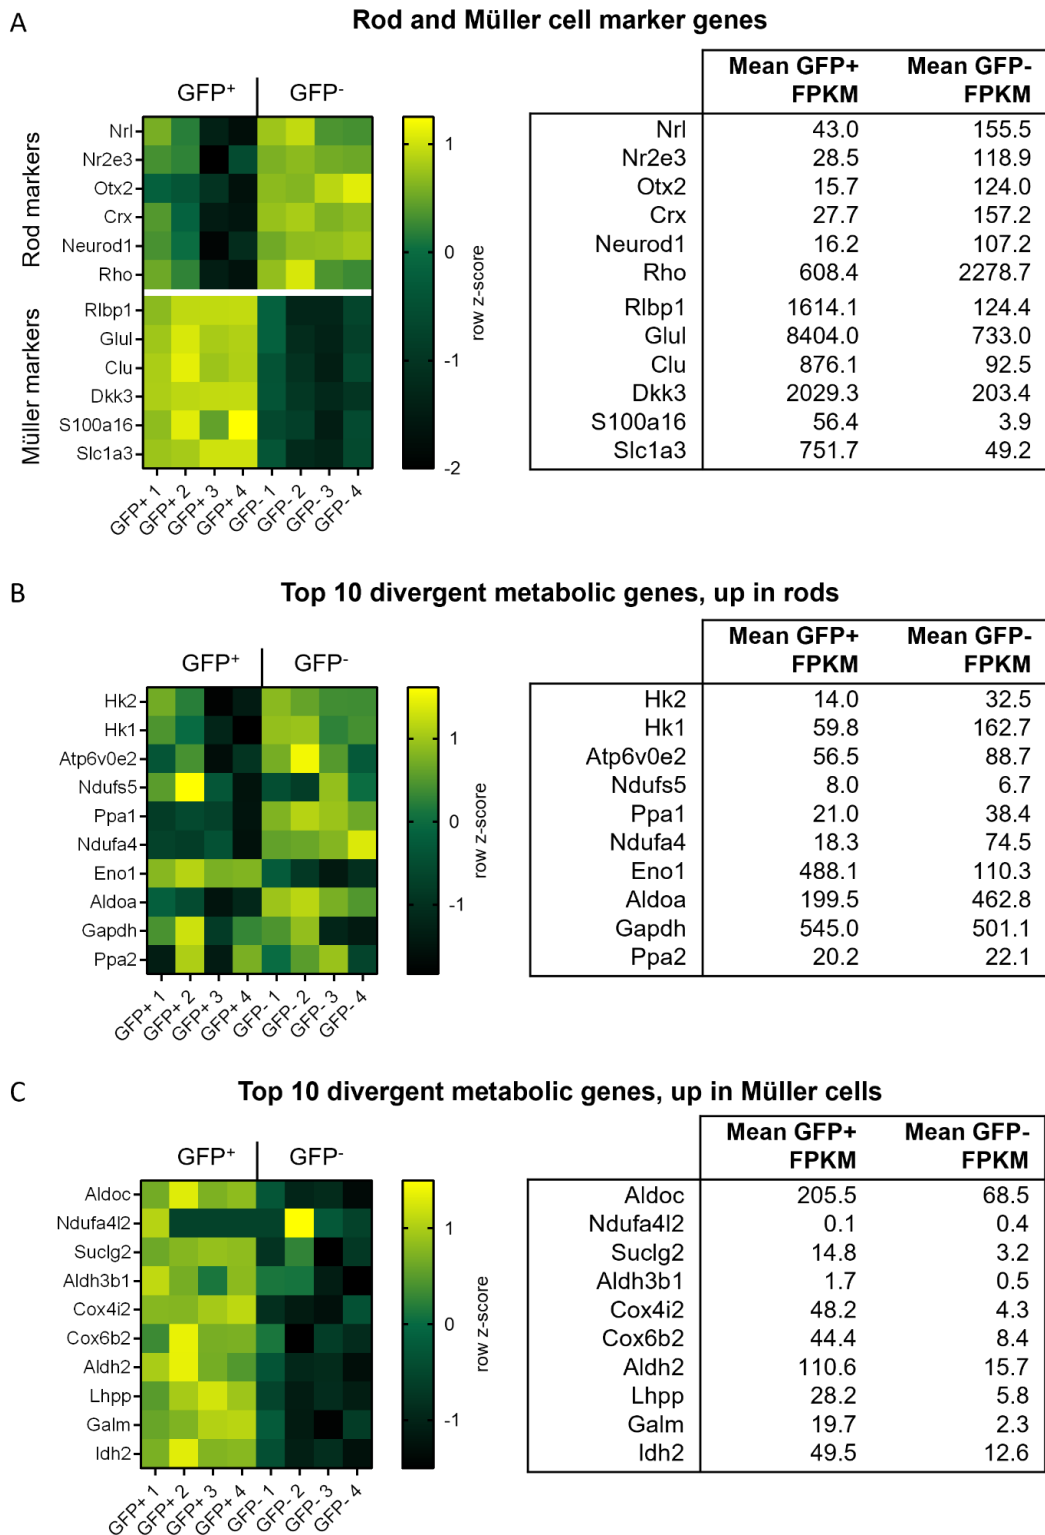 A
Rod and Müller cell marker genes
GFP+ GFP-
Rod markers
Nrl
Nr2e3
Otx2
Crx
Neurod1
Rho
Müller markers
Rlbp1
Glul
Clu
Dkk3
S100a16
Slc1a3
GFP+ 1
GFP+ 2
GFP+ 3
GFP+ 4
GFP- 1
GFP- 2
GFP- 3
GFP- 4
1
0
-1
-2
row z-score
Mean GFP+ FPKM Mean GFP- FPKM
Nrl 43.0 155.5
Nr2e3 28.5 118.9
Otx2 15.7 124.0
Crx 27.7 157.2
Neurod1 16.2 107.2
Rho 608.4 2278.7
Rlbp1 1614.1 124.4
Glul 8404.0 733.0
Clu 876.1 92.5
Dkk3 2029.3 203.4
S100a16 56.4 3.9
Slc1a3 751.7 49.2
B
Top 10 divergent metabolic genes, up in rods
GFP+ GFP-
Hk2
Hk1
Atp6v0e2
Ndufs5
Ppa1
Ndufa4
Eno1
Aldoa
Gapdh
Ppa2
GFP+ 1
GFP+ 2
GFP+ 3
GFP+ 4
GFP- 1
GFP- 2
GFP- 3
GFP- 4
1
0
-1
row z-score
Mean GFP+ FPKM Mean GFP- FPKM
Hk2 14.0 32.5
Hk1 59.8 162.7
Atp6v0e2 56.5 88.7
Ndufs5 8.0 6.7
Ppa1 21.0 38.4
Ndufa4 18.3 74.5
Eno1 488.1 110.3
Aldoa 199.5 462.8
Gapdh 545.0 501.1
Ppa2 20.2 22.1
C
Top 10 divergent metabolic genes, up in Müller cells
GFP+ GFP-
Aldoc
Ndufa4l2
Suclg2
Aldh3b1
Cox4i2
Cox6b2
Aldh2
Lhpp
Galm
Idh2
GFP+ 1
GFP+ 2
GFP+ 3
GFP+ 4
GFP- 1
GFP- 2
GFP- 3
GFP- 4
1
0
-1
row z-score
Mean GFP+ FPKM Mean GFP- FPKM
Aldoc 205.5 68.5
Ndufa4l2 0.1 0.4
Suclg2 14.8 3.2
Aldh3b1 1.7 0.5
Cox4i2 48.2 4.3
Cox6b2 44.4 8.4
Aldh2 110.6 15.7
Lhpp 28.2 5.8
Galm 19.7 2.3
Idh2 49.5 12.6